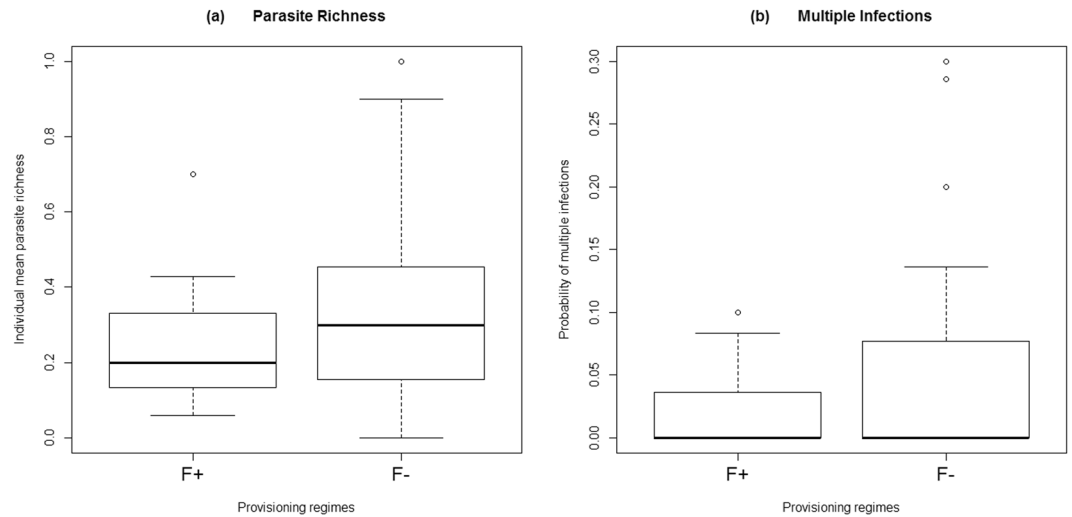 (a) Parasite Richness
Individual mean parasite richness
1.0
0.8
0.6
0.4
0.2
0.0
F+ F-
Provisioning regimes
(b) Multiple Infections
Probability of multiple infections
0.30
0.25
0.20
0.15
0.10
0.05
0.00
F+ F-
Provisioning regimes